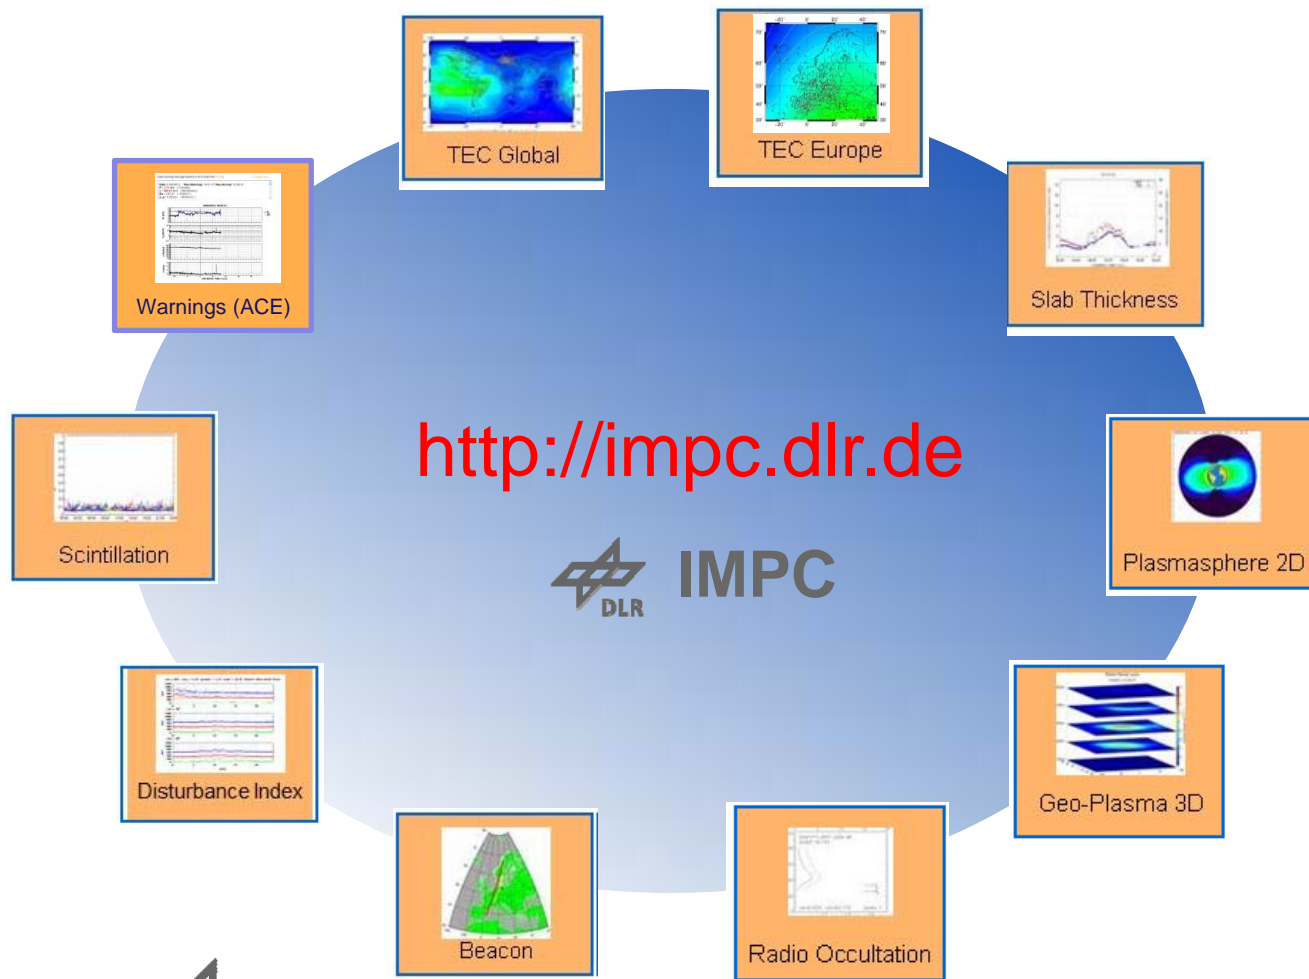 TEC Global
TEC Europe
Warnings (ACE)
Slab Thickness
http://impc.dlr.de
Scintillation
Plasmasphere 2D
DLR
IMPC
Disturbance Index
Geo-Plasma 3D
Beacon
Radio Occultation